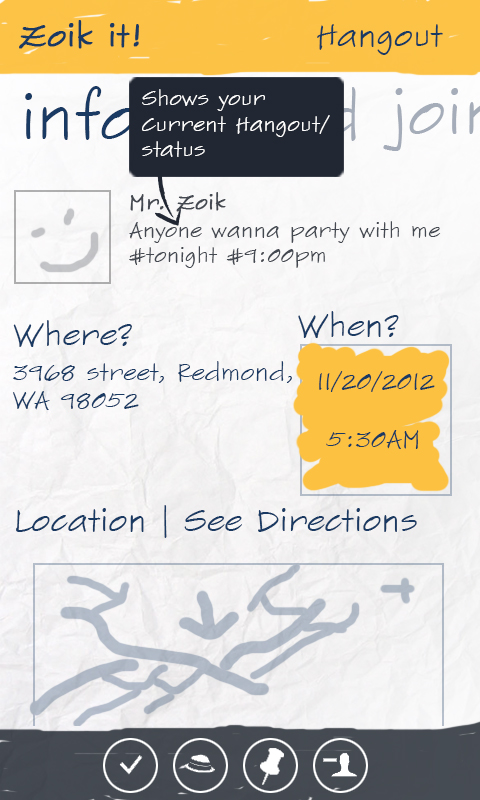 Zoik it!
Hangout
info d join
Shows your
Current Hangout/
status
Mr. Zoik
Anyone wanna party with me
#tonight #9:00pm
Where?
When?
3968 street, Redmond,
WA 98052
11/20/2012
5:30AM
Location | See Directions